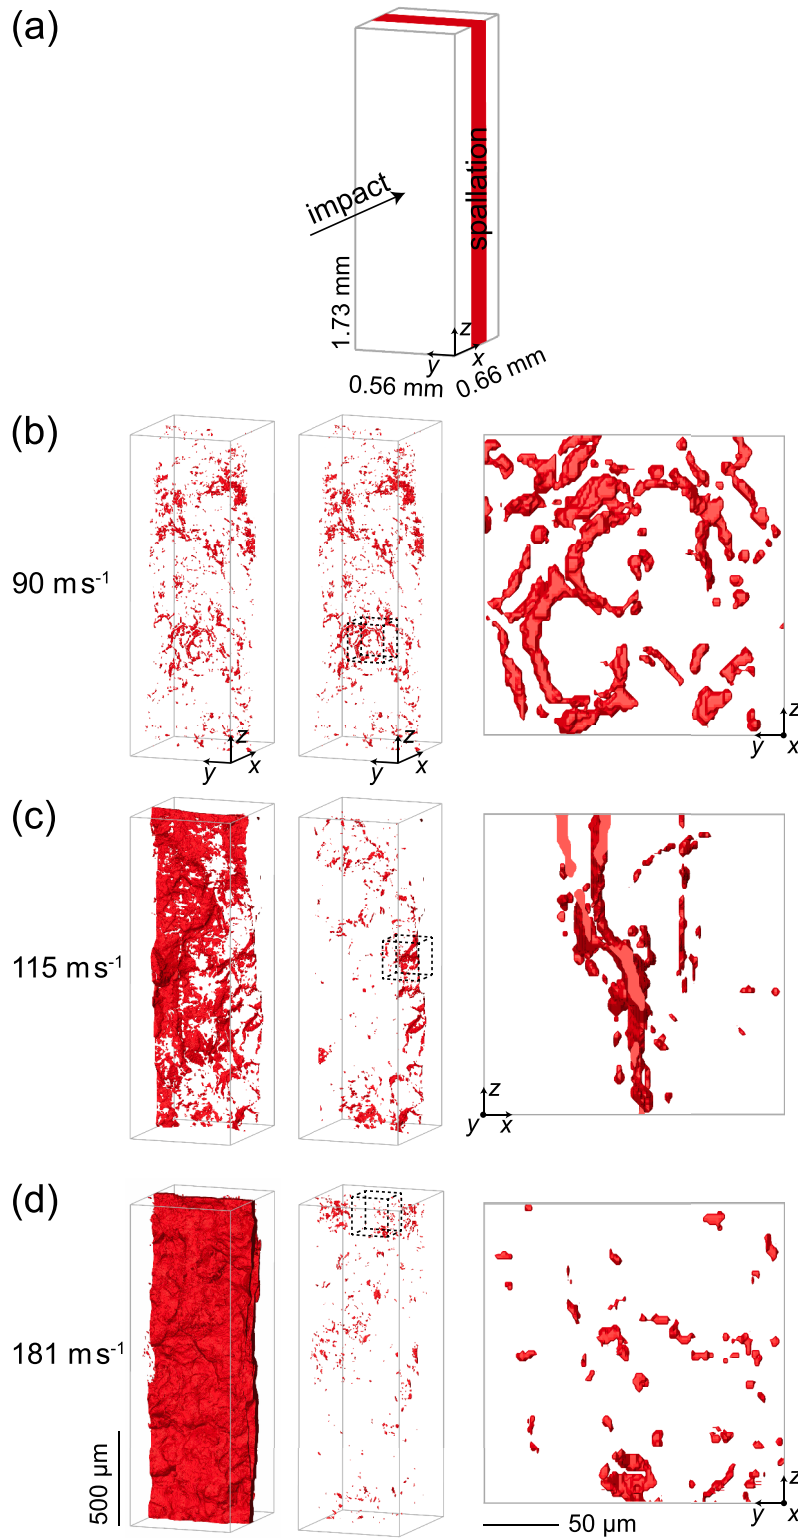 (a)
spallation
impact
1.73 mm
z
y
x
0.56 mm
0.66 mm
(b)
90 m s-1
z
y
x
z
y
x
z
y
x
(c)
115 m s-1
z
y
x
(d)
181 m s-1
500 µm
z
y
x
50 µm